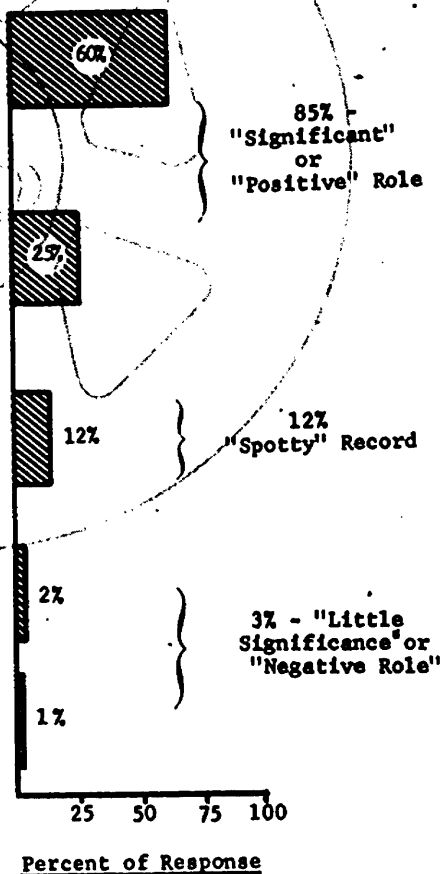 60%
85% -
"Significant"
or
"Positive" Role
25%
12%
12%
"Spotty" Record
2%
3% - "Little
Significance" or
"Negative Role"
1%
25 50 75 100
Percent of Response